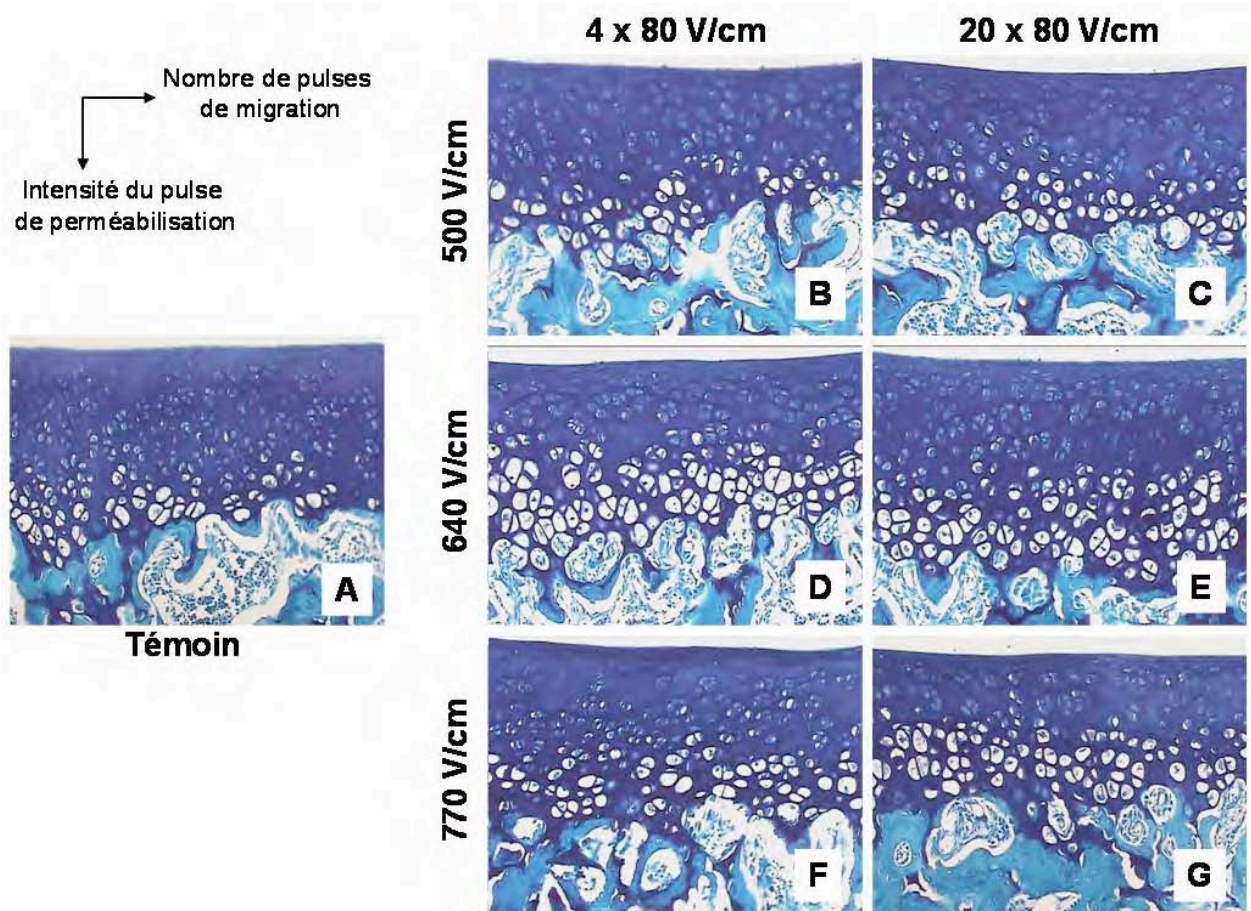 4 x 80 V/cm
20 x 80 V/cm
Nombre de pulses
de migration
Intensité du pulse
de perméabilisation
500 V/cm
B
C
A
Témoin
640 V/cm
D
E
770 V/cm
F
G